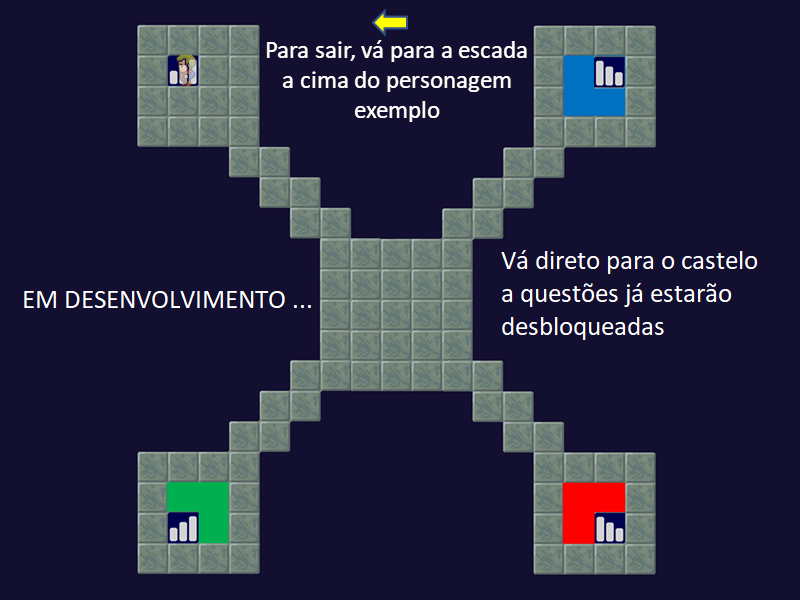 Para sair, vá para a escada
a cima do personagem
exemplo
Vá direto para o castelo
a questões já estarão
desbloqueadas
EM DESENVOLVIMENTO ...